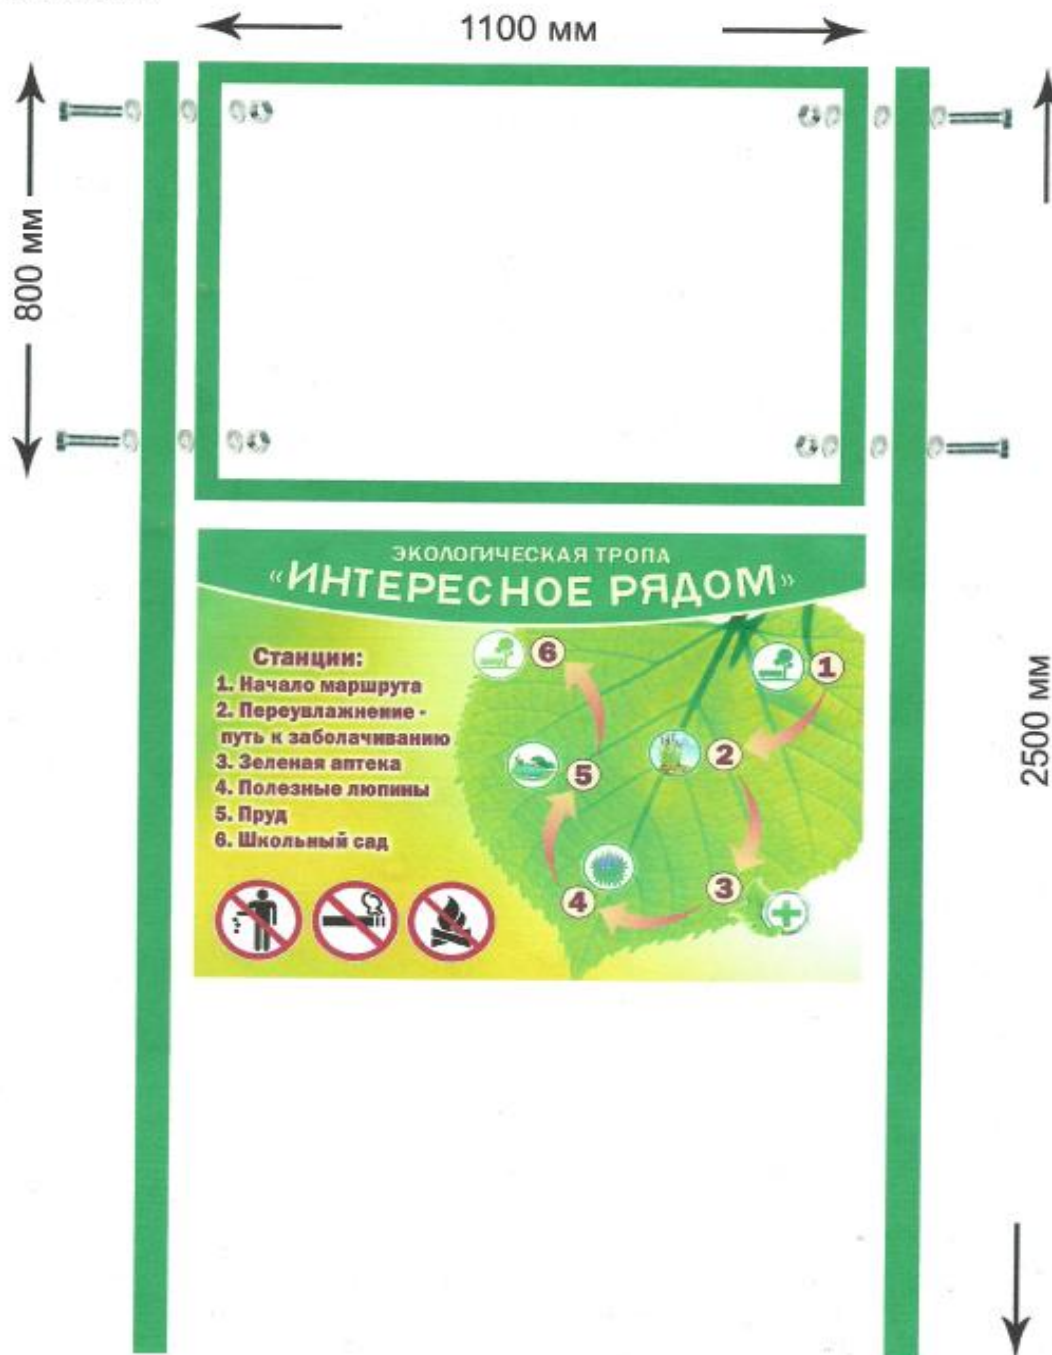 1100 мм
800 мм
2500 мм
ЭКОЛОГИЧЕСКАЯ ТРОПА
«ИНТЕРЕСНОЕ РЯДОМ»
Станции:
1. Начало маршрута
2. Переувлажнение -
путь к заболачиванию
3. Зеленая аптека
4. Полезные люпины
5. Пруд
6. Школьный сад
6
1
2
5
3
4